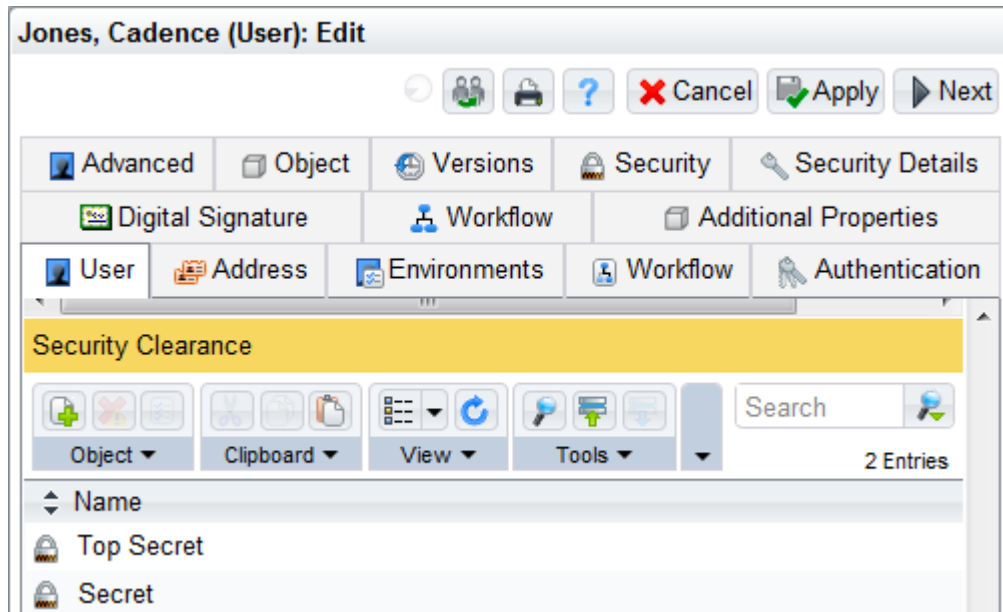 Jones, Cadence (User): Edit
? Cancel Apply Next
Advanced Object Versions Security Security Details
Digital Signature Workflow Additional Properties
User Address Environments Workflow Authentication
Security Clearance
Search
Object Clipboard View Tools
2 Entries
Name
Top Secret
Secret